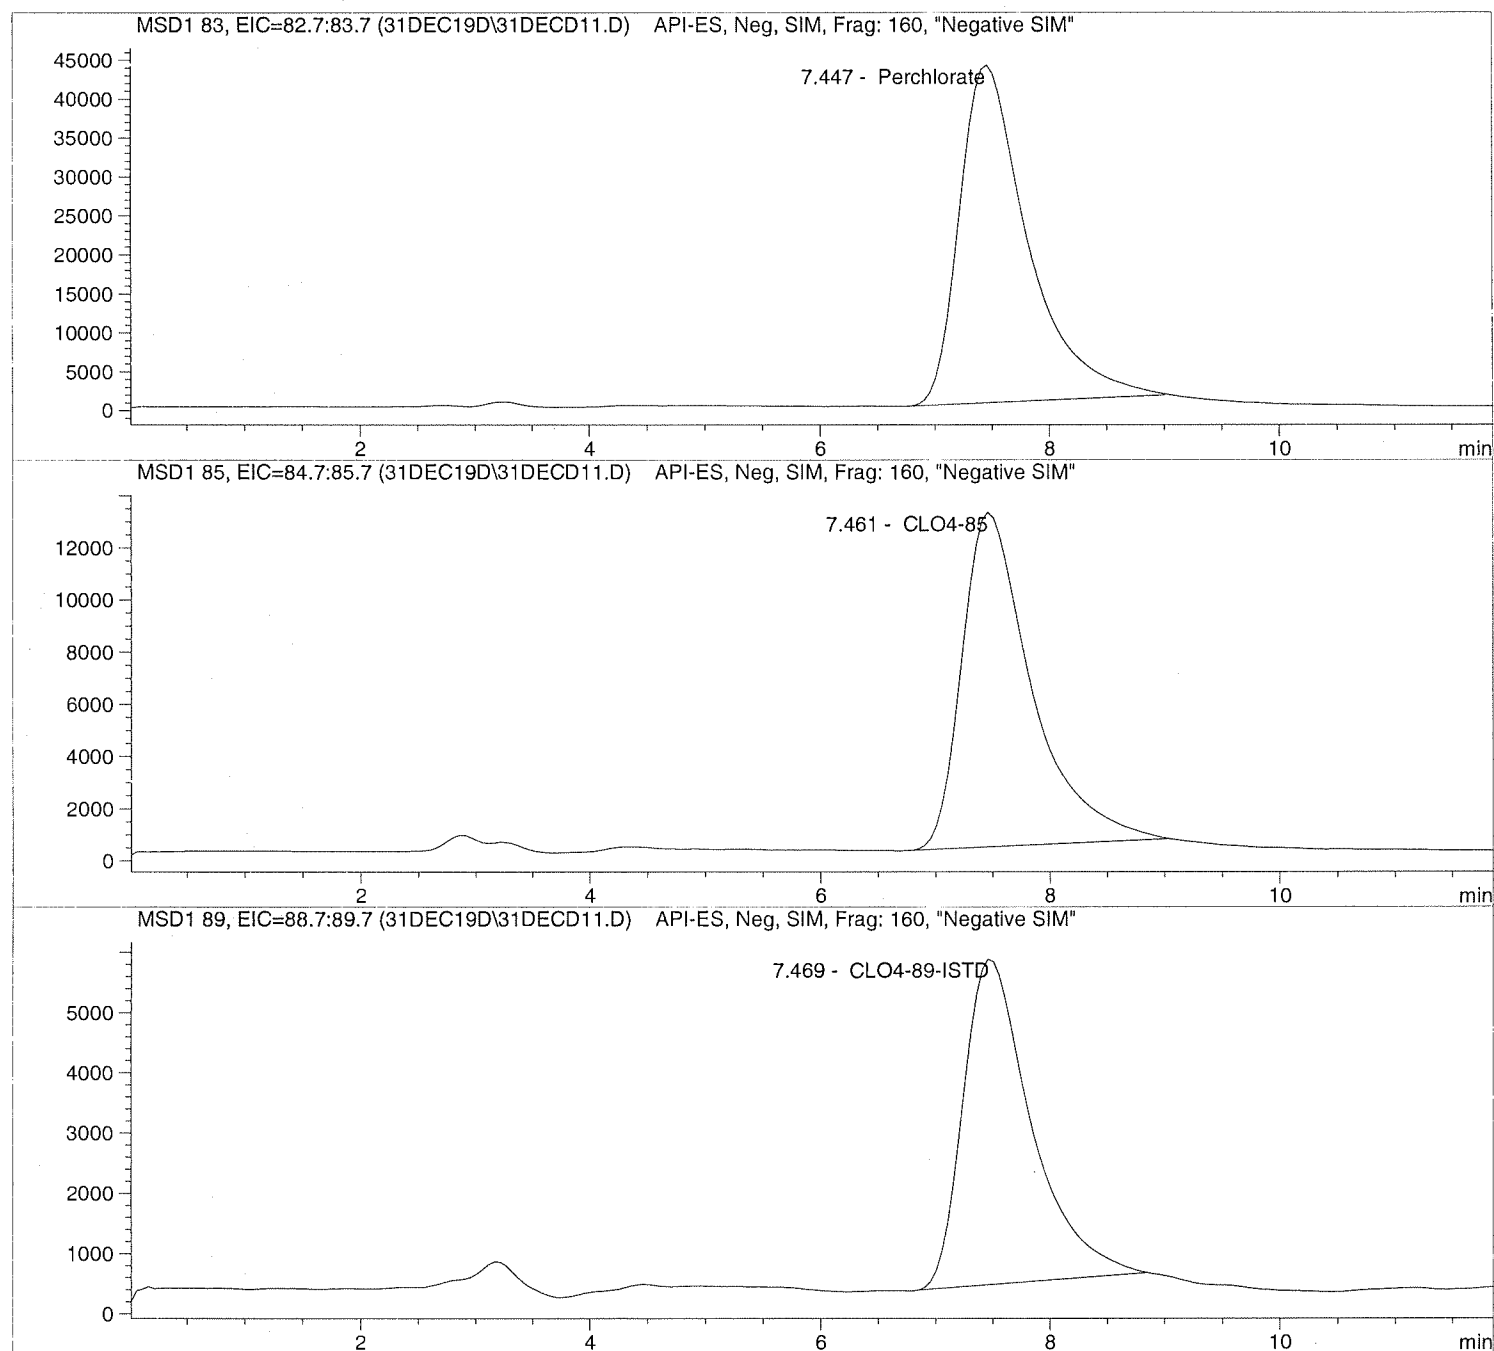 MSD1 83, EIC=82.7:83.7 (31DEC19D\31DECD11.D) API-ES, Neg, SIM, Frag: 160, "Negative SIM"
7.447 - Perchlorate
45000
40000
35000
30000
25000
20000
15000
10000
5000
0
2 4 6 8 10 min
MSD1 85, EIC=84.7:85.7 (31DEC19D\31DECD11.D) API-ES, Neg, SIM, Frag: 160, "Negative SIM"
7.461 - CLO4-85
12000
10000
8000
6000
4000
2000
0
2 4 6 8 10 min
MSD1 89, EIC=88.7:89.7 (31DEC19D\31DECD11.D) API-ES, Neg, SIM, Frag: 160, "Negative SIM"
7.469 - CLO4-89-ISTD
5000
4000
3000
2000
1000
0
2 4 6 8 10 min